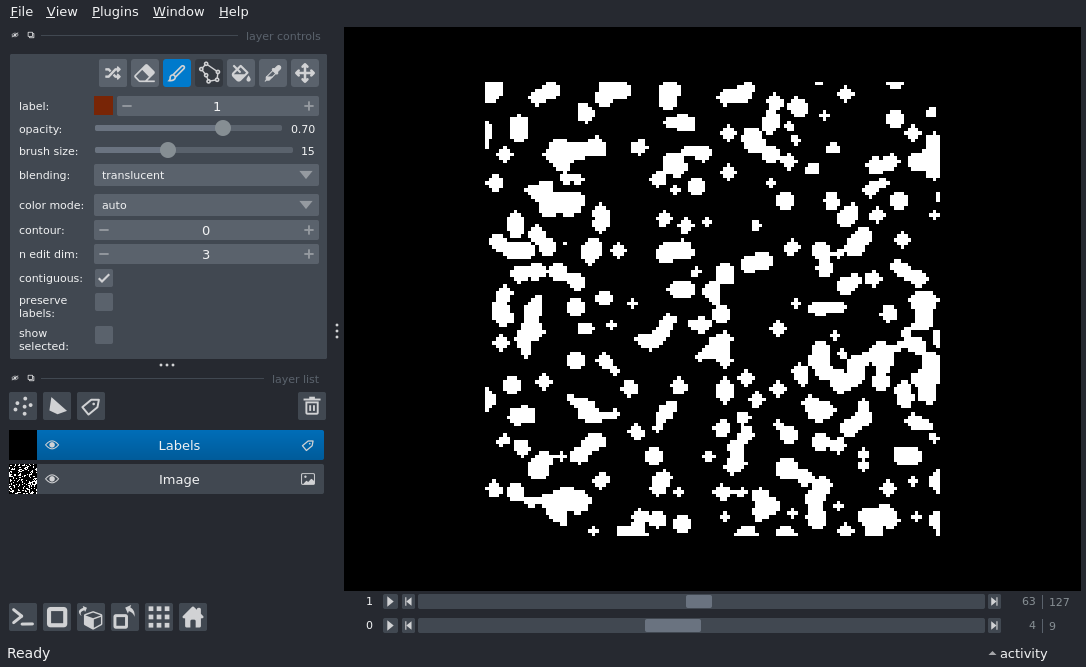 File View Plugins Window Help
layer controls
label: 1
opacity: 0.70
brush size: 15
blending: translucent
color mode: auto
contour: 0
n edit dim: 3
contiguous:
preserve
labels:
show
selected:
layer list
Labels
Image
1 63 127
0 4 9
Ready activity